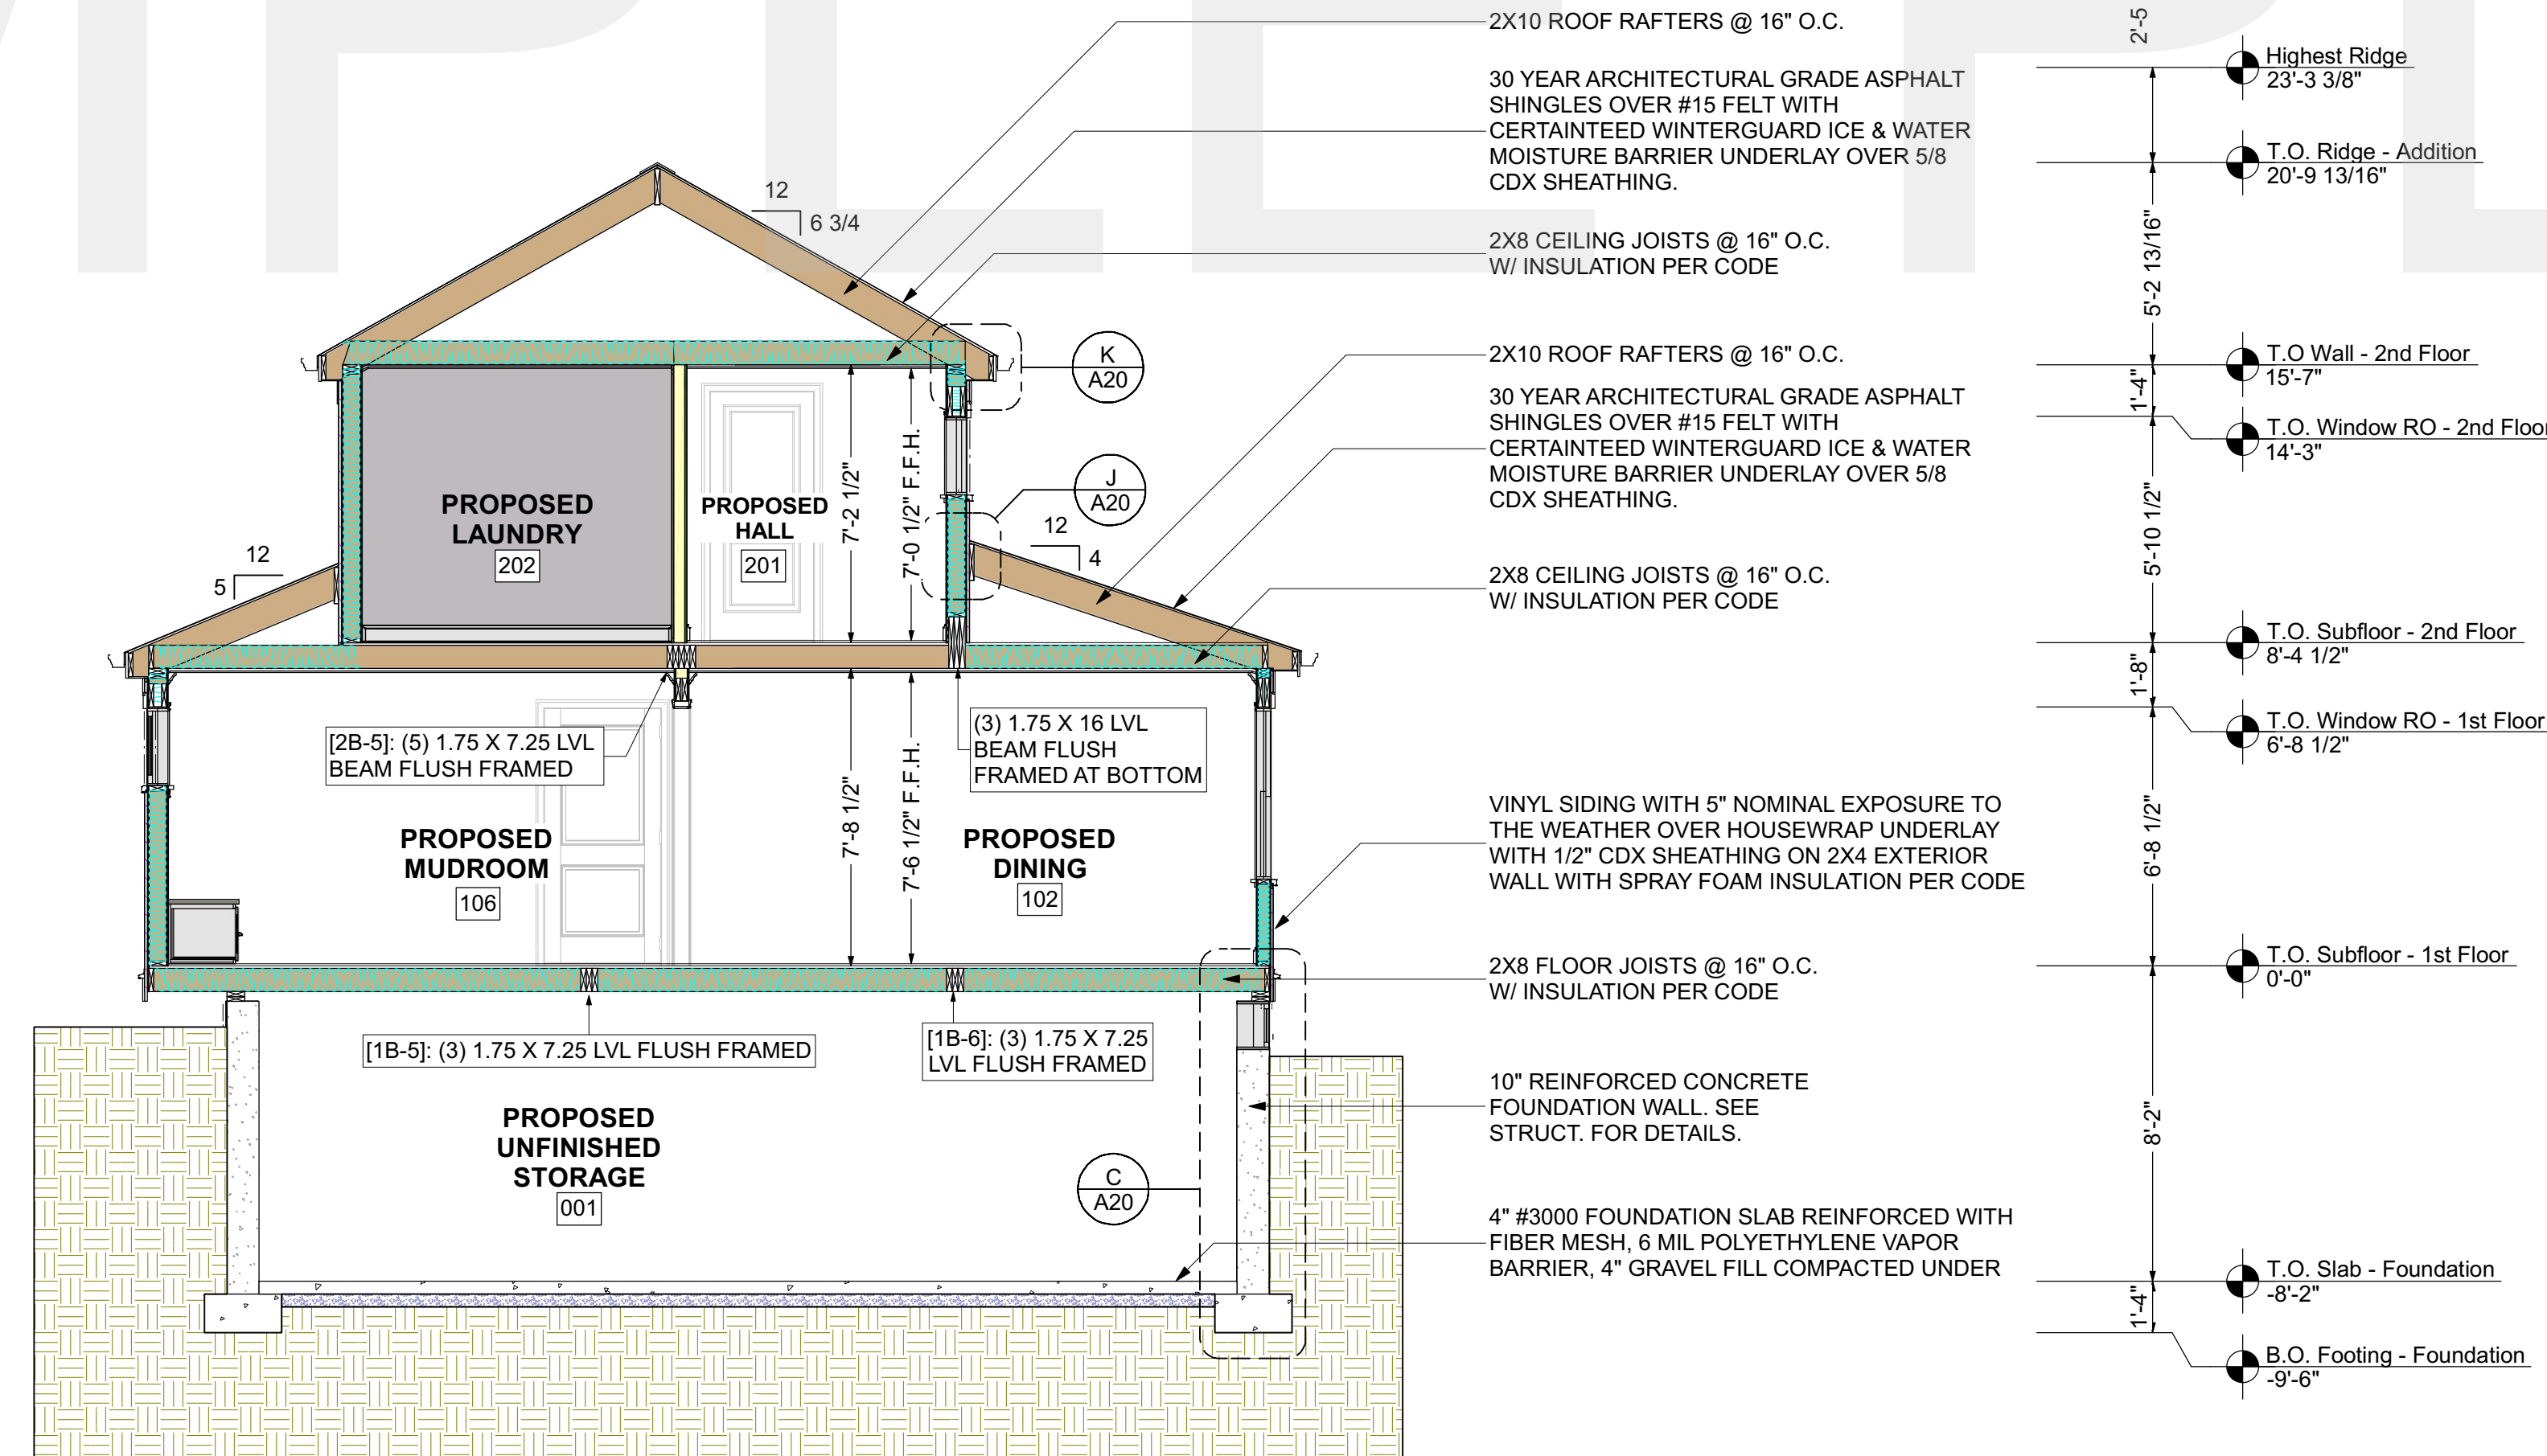 2X10 ROOF RAFTERS @ 16" O.C.
30 YEAR ARCHITECTURAL GRADE ASPHALT
SHINGLES OVER #15 FELT WITH
CERTAINTEED WINTERGUARD ICE & WATER
MOISTURE BARRIER UNDERLAY OVER 5/8
CDX SHEATHING.
2X8 CEILING JOISTS @ 16" O.C.
W/ INSULATION PER CODE
2X10 ROOF RAFTERS @ 16" O.C.
30 YEAR ARCHITECTURAL GRADE ASPHALT
SHINGLES OVER #15 FELT WITH
CERTAINTEED WINTERGUARD ICE & WATER
MOISTURE BARRIER UNDERLAY OVER 5/8
CDX SHEATHING.
2X8 CEILING JOISTS @ 16" O.C.
W/ INSULATION PER CODE
VINYL SIDING WITH 5" NOMINAL EXPOSURE TO
THE WEATHER OVER HOUSEWRAP UNDERLAY
WITH 1/2" CDX SHEATHING ON 2X4 EXTERIOR
WALL WITH SPRAY FOAM INSULATION PER CODE
2X8 FLOOR JOISTS @ 16" O.C.
W/ INSULATION PER CODE
10" REINFORCED CONCRETE
FOUNDATION WALL. SEE
STRUCT. FOR DETAILS.
4" #3000 FOUNDATION SLAB REINFORCED WITH
FIBER MESH, 6 MIL POLYETHYLENE VAPOR
BARRIER, 4" GRAVEL FILL COMPACTED UNDER
12
6 3/4
K
A20
J
A20
12
4
12
5
PROPOSED
LAUNDRY
202
PROPOSED
HALL
201
7'-2 1/2"
7'-0 1/2" F.F.H.
[2B-5]: (5) 1.75 X 7.25 LVL
BEAM FLUSH FRAMED
(3) 1.75 X 16 LVL
BEAM FLUSH
FRAMED AT BOTTOM
PROPOSED
MUDROOM
106
7'-8 1/2"
7'-6 1/2" F.F.H.
PROPOSED
DINING
102
[1B-5]: (3) 1.75 X 7.25 LVL FLUSH FRAMED
[1B-6]: (3) 1.75 X 7.25
LVL FLUSH FRAMED
PROPOSED
UNFINISHED
STORAGE
001
C
A20
2'-5
5'-2 13/16"
1'-4"
5'-10 1/2"
1'-8"
6'-8 1/2"
8'-2"
1'-4"
Highest Ridge
23'-3 3/8"
T.O. Ridge - Addition
20'-9 13/16"
T.O Wall - 2nd Floor
15'-7"
T.O. Window RO - 2nd Floor
14'-3"
T.O. Subfloor - 2nd Floor
8'-4 1/2"
T.O. Window RO - 1st Floor
6'-8 1/2"
T.O. Subfloor - 1st Floor
0'-0"
T.O. Slab - Foundation
-8'-2"
B.O. Footing - Foundation
-9'-6"